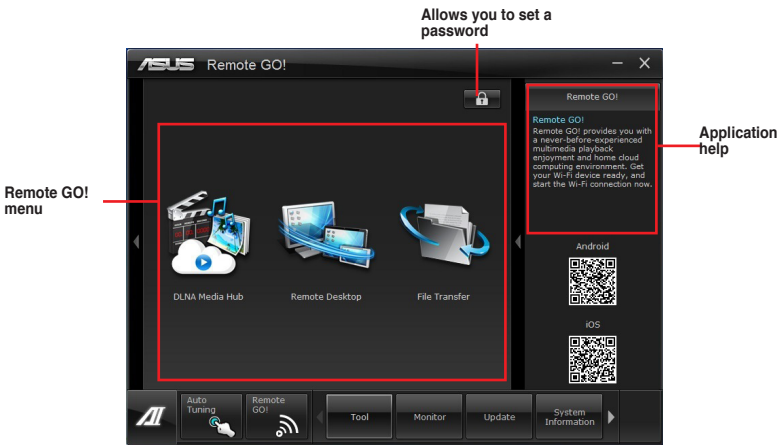 Allows you to set a
password
ASUS Remote GO!
Remote GO!
Remote GO!
Remote GO! provides you with
a never-before-experienced
multimedia playback
enjoyment and home cloud
computing environment. Get
your Wi-Fi device ready, and
start the Wi-Fi connection now.
Application
help
Remote GO!
menu
DLNA Media Hub
Remote Desktop
File Transfer
Android
iOS
Auto
Tuning
Remote
GO!
Tool
Monitor
Update
System
Information